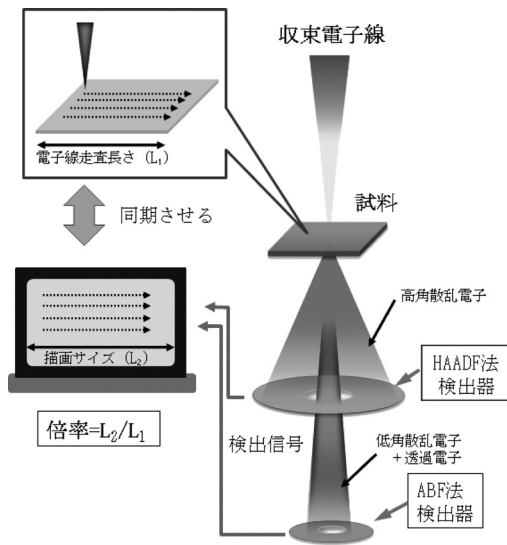 収束電子線
電子線走査長さ (L₁)
試料
同期させる
高角散乱電子
描画サイズ (L₂)
HAADF法
検出器
倍率=L₂/L₁
検出信号
低角散乱電子
+透過電子
ABF法
検出器